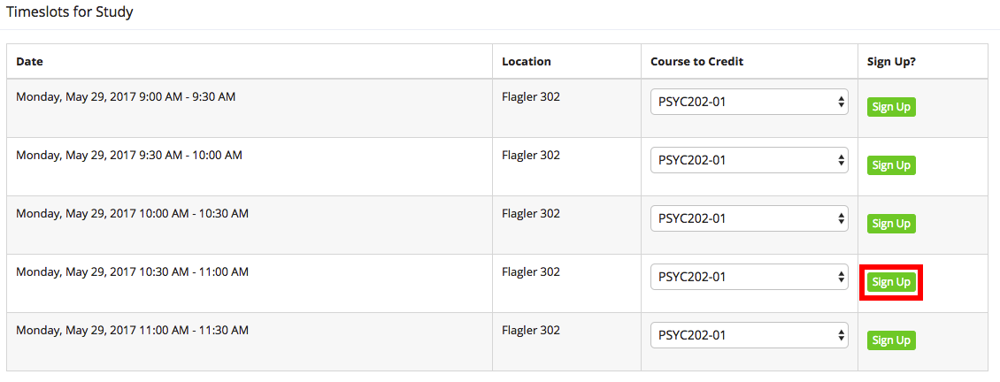 Timeslots for Study
Date Location Course to Credit Sign Up?
Monday, May 29, 2017 9:00 AM - 9:30 AM Flagler 302 PSYC202-01 Sign Up
Monday, May 29, 2017 9:30 AM - 10:00 AM Flagler 302 PSYC202-01 Sign Up
Monday, May 29, 2017 10:00 AM - 10:30 AM Flagler 302 PSYC202-01 Sign Up
Monday, May 29, 2017 10:30 AM - 11:00 AM Flagler 302 PSYC202-01 Sign Up
Monday, May 29, 2017 11:00 AM - 11:30 AM Flagler 302 PSYC202-01 Sign Up